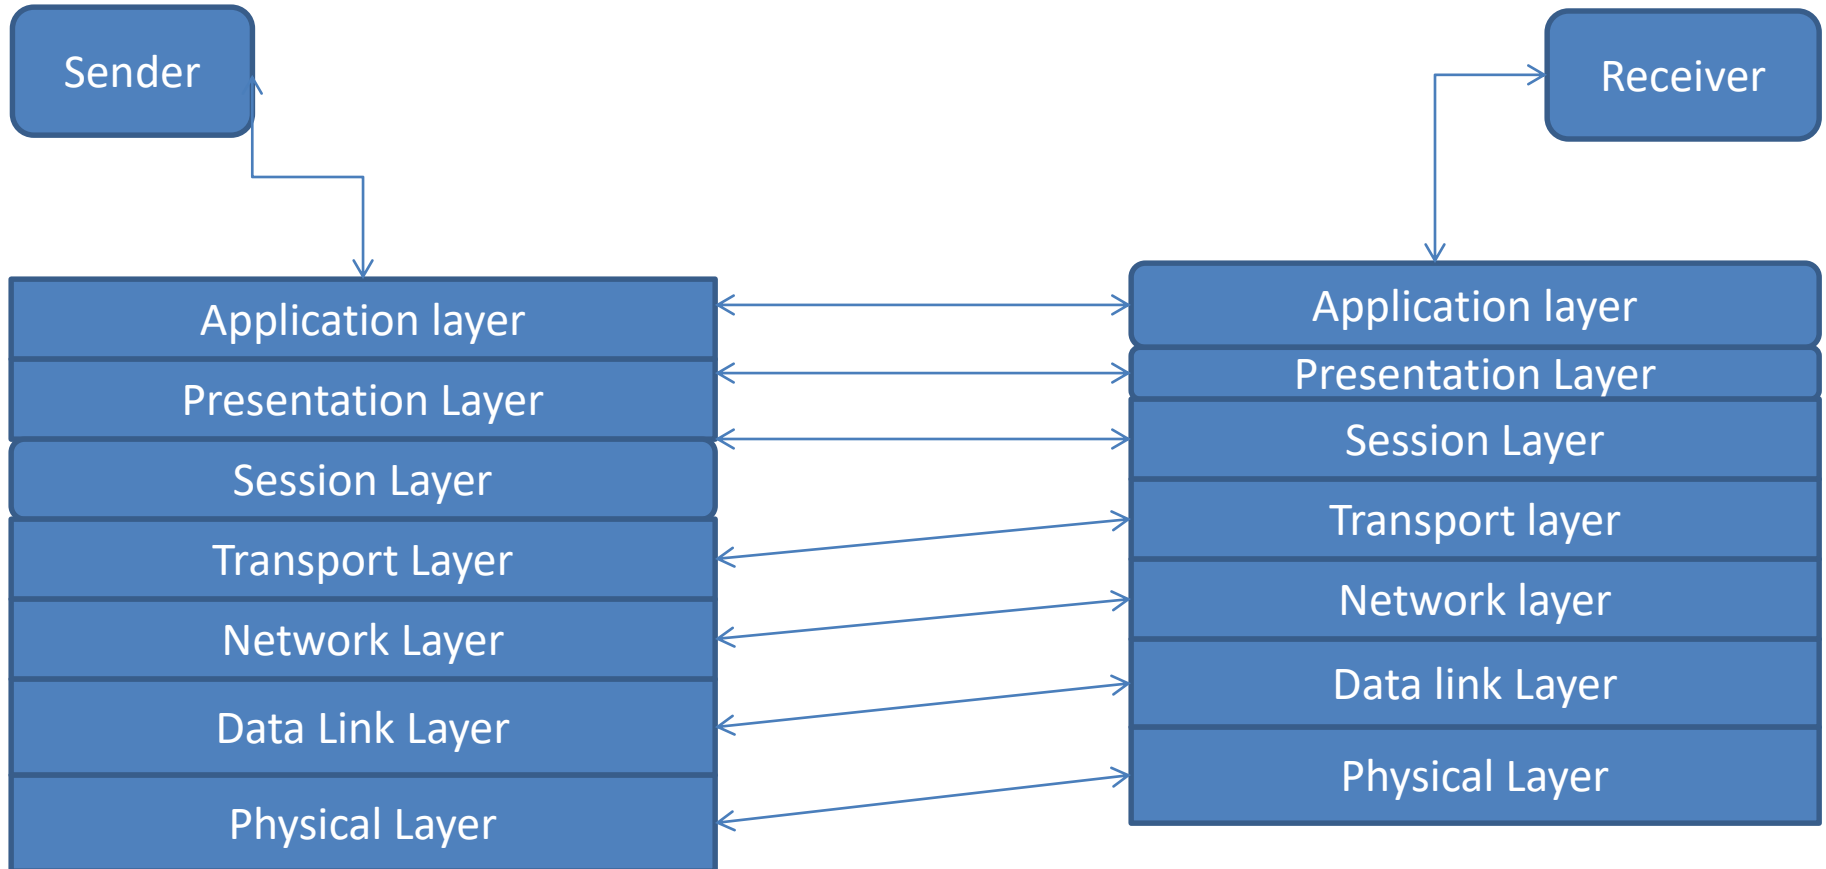 Sender
Receiver
Application layer
Presentation Layer
Session Layer
Transport Layer
Network Layer
Data Link Layer
Physical Layer
Application layer
Presentation Layer
Session Layer
Transport layer
Network layer
Data link Layer
Physical Layer